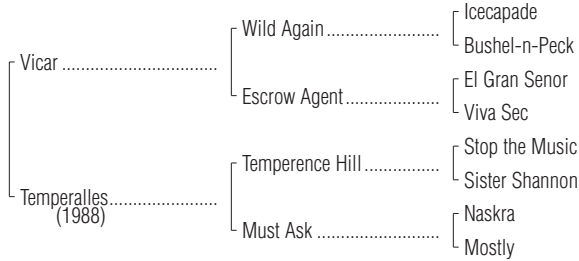 Icecapade
Wild Again
Bushel-n-Peck
Vicar
El Gran Senor
Escrow Agent
Viva Sec
Stop the Music
Temperence Hill
Sister Shannon
Temperalles
(1988)
Naskra
Must Ask
Mostly